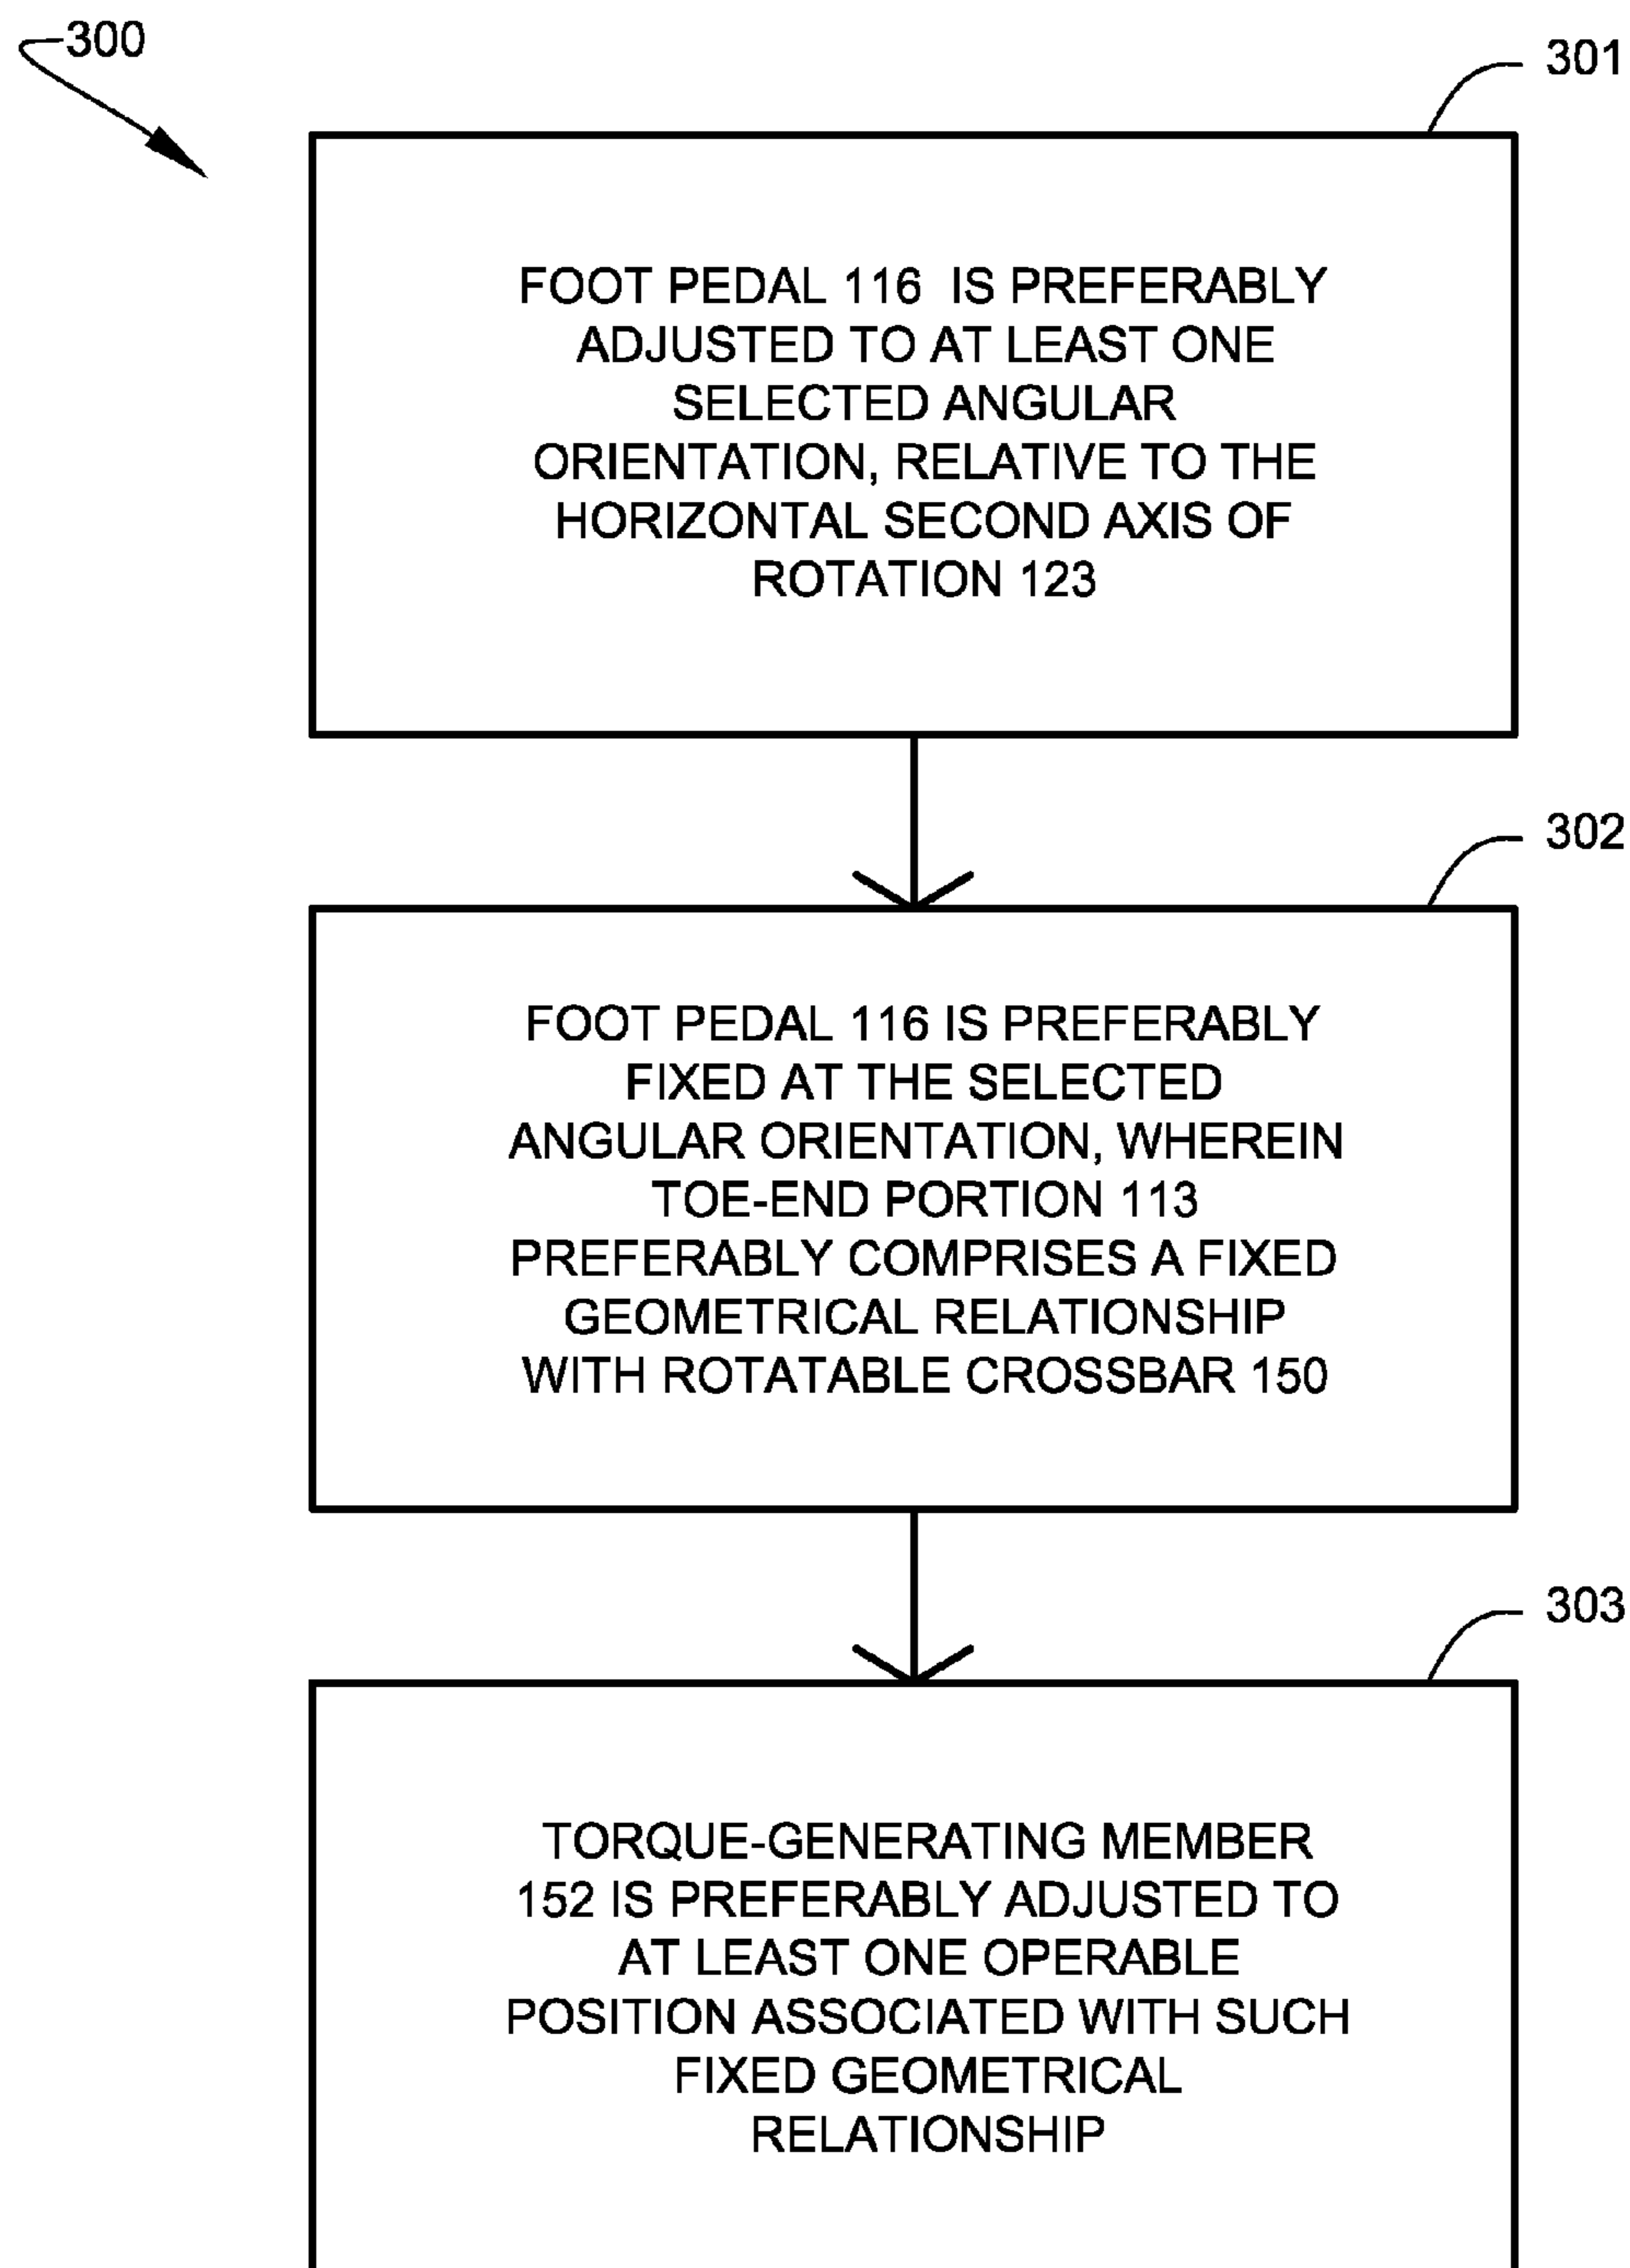 300
301
FOOT PEDAL 116 IS PREFERABLY
ADJUSTED TO AT LEAST ONE
SELECTED ANGULAR
ORIENTATION, RELATIVE TO THE
HORIZONTAL SECOND AXIS OF
ROTATION 123
302
FOOT PEDAL 116 IS PREFERABLY
FIXED AT THE SELECTED
ANGULAR ORIENTATION, WHEREIN
TOE-END PORTION 113
PREFERABLY COMPRISES A FIXED
GEOMETRICAL RELATIONSHIP
WITH ROTATABLE CROSSBAR 150
303
TORQUE-GENERATING MEMBER
152 IS PREFERABLY ADJUSTED TO
AT LEAST ONE OPERABLE
POSITION ASSOCIATED WITH SUCH
FIXED GEOMETRICAL
RELATIONSHIP